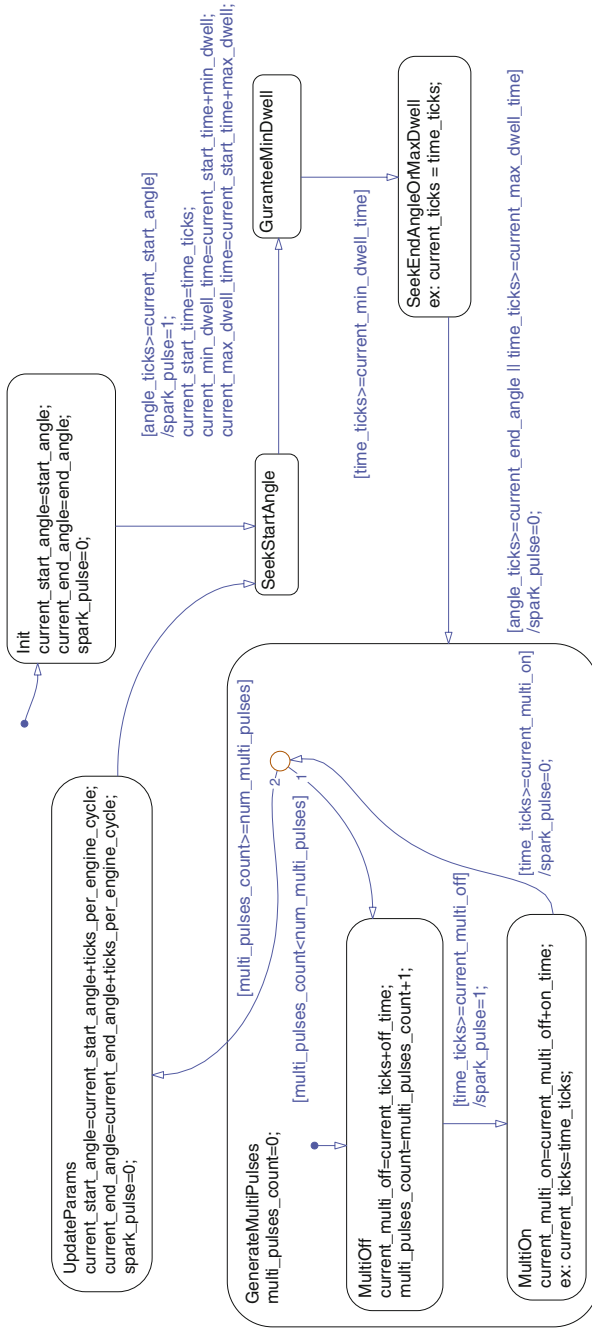 Init
current_start_angle=start_angle;
current_end_angle=end_angle;
spark_pulse=0;
UpdateParams
current_start_angle=current_start_angle+ticks_per_engine_cycle;
current_end_angle=current_end_angle+ticks_per_engine_cycle;
spark_pulse=0;
[angle_ticks>=current_start_angle]
/spark_pulse=1;
current_start_time=time_ticks;
current_min_dwell_time=current_start_time+min_dwell;
current_max_dwell_time=current_start_time+max_dwell;
SeekStartAngle
GuranteeMinDwell
[time_ticks>=current_min_dwell_time]
SeekEndAngleOrMaxDwell
ex: current_ticks = time_ticks;
[angle_ticks>=current_end_angle || time_ticks>=current_max_dwell_time]
/spark_pulse=0;
GenerateMultiPulses
multi_pulses_count=0;
[multi_pulses_count>=num_multi_pulses]
2
1
[multi_pulses_count<num_multi_pulses]
MultiOff
current_multi_off=current_ticks+off_time;
multi_pulses_count=multi_pulses_count+1;
[time_ticks>=current_multi_off]
/spark_pulse=1;
[time_ticks>=current_multi_on]
/spark_pulse=0;
MultiOn
current_multi_on=current_multi_off+on_time;
ex: current_ticks=time_ticks;